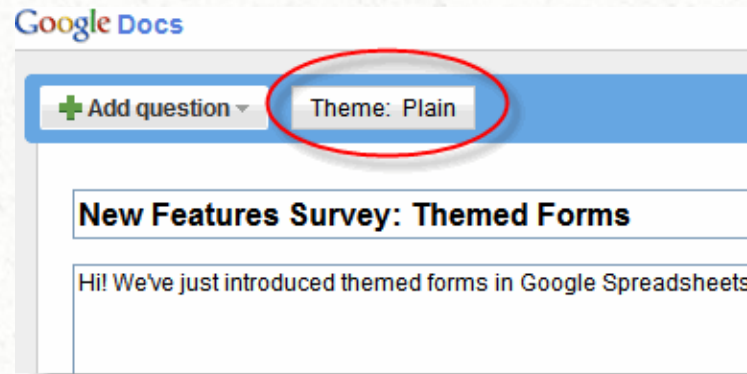 Google Docs
Add question
Theme: Plain
New Features Survey: Themed Forms
Hi! We've just introduced themed forms in Google Spreadsheets